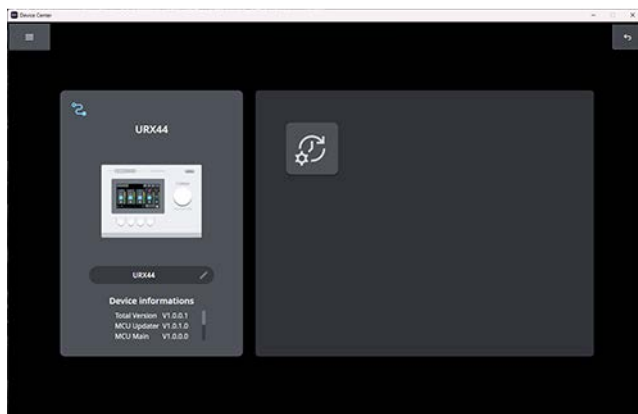 Device Center
URX44
URX44
Device informations
Total Version V1.0.0.1
MCU Updater V1.0.1.0
MCU Main V1.0.0.0